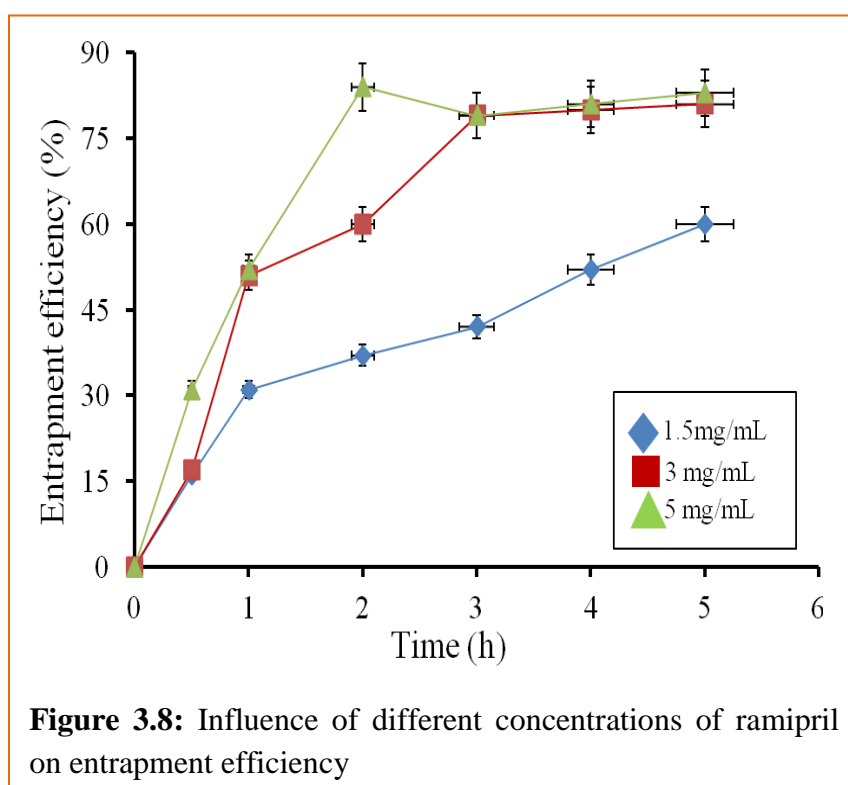 90
75
60
45
30
15
0
Entrapment efficiency (%)
0 1 2 3 4 5 6
Time (h)
1.5mg/mL
3 mg/mL
5 mg/mL
Figure 3.8: Influence of different concentrations of ramipril
on entrapment efficiency